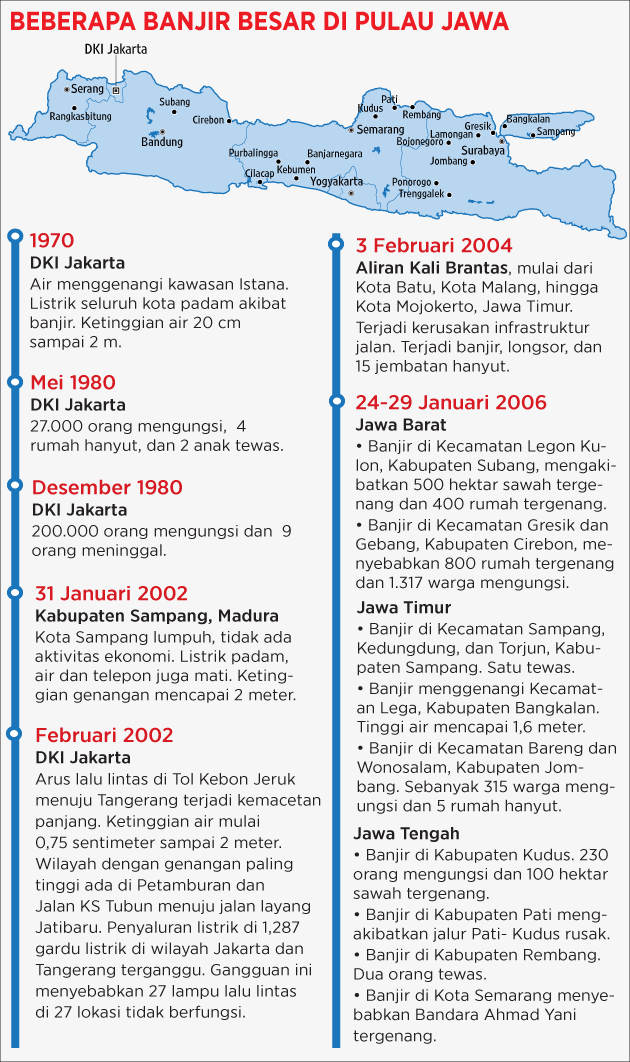 BEBERAPA BANJIR BESAR DI PULAU JAWA
DKI Jakarta
Serang
Rangkasbitung
Subang
Cirebon
Bandung
Purbalingga
Banjarnegara
Cilacap
Kebumen
Yogyakarta
Kudus
Pati
Rembang
Semarang
Bojonegoro
Lamongan
Gresik
Bangkalan
Sampang
Surabaya
Jombang
Ponorogo
Trenggalek
1970
DKI Jakarta
Air menggenangi kawasan Istana.
Listrik seluruh kota padam akibat
banjir. Ketinggian air 20 cm
sampai 2 m.
Mei 1980
DKI Jakarta
27.000 orang mengungsi, 4
rumah hanyut, dan 2 anak tewas.
Desember 1980
DKI Jakarta
200.000 orang mengungsi dan 9
orang meninggal.
31 Januari 2002
Kabupaten Sampang, Madura
Kota Sampang lumpuh, tidak ada
aktivitas ekonomi. Listrik padam,
air dan telepon juga mati. Keting-
gian genangan mencapai 2 meter.
Februari 2002
DKI Jakarta
Arus lalu lintas di Tol Kebon Jeruk
menuju Tangerang terjadi kemacetan
panjang. Ketinggian air mulai
0,75 sentimeter sampai 2 meter.
Wilayah dengan genangan paling
tinggi ada di Petamburan dan
Jalan KS Tubun menuju jalan layang
Jatibaru. Penyaluran listrik di 1,287
gardu listrik di wilayah Jakarta dan
Tangerang terganggu. Gangguan ini
menyebabkan 27 lampu lalu lintas
di 27 lokasi tidak berfungsi.
3 Februari 2004
Aliran Kali Brantas, mulai dari
Kota Batu, Kota Malang, hingga
Kota Mojokerto, Jawa Timur.
Terjadi kerusakan infrastruktur
jalan. Terjadi banjir, longsor, dan
15 jembatan hanyut.
24-29 Januari 2006
Jawa Barat
• Banjir di Kecamatan Legon Ku-
lon, Kabupaten Subang, mengaki-
batkan 500 hektar sawah terge-
nang dan 400 rumah tergenang.
• Banjir di Kecamatan Gresik dan
Gebang, Kabupaten Cirebon, me-
nyebabkan 800 rumah tergenang
dan 1.317 warga mengungsi.
Jawa Timur
• Banjir di Kecamatan Sampang,
Kedungdung, dan Torjun, Kabu-
paten Sampang. Satu tewas.
• Banjir menggenangi Kecamat-
an Lega, Kabupaten Bangkalan.
Tinggi air mencapai 1,6 meter.
• Banjir di Kecamatan Bareng dan
Wonosalam, Kabupaten Jom-
bang. Sebanyak 315 warga meng-
ungsi dan 5 rumah hanyut.
Jawa Tengah
• Banjir di Kabupaten Kudus. 230
orang mengungsi dan 100 hektar
sawah tergenang.
• Banjir di Kabupaten Pati meng-
akibatkan jalur Pati- Kudus rusak.
• Banjir di Kabupaten Rembang.
Dua orang tewas.
• Banjir di Kota Semarang menye-
babkan Bandara Ahmad Yani
tergenang.